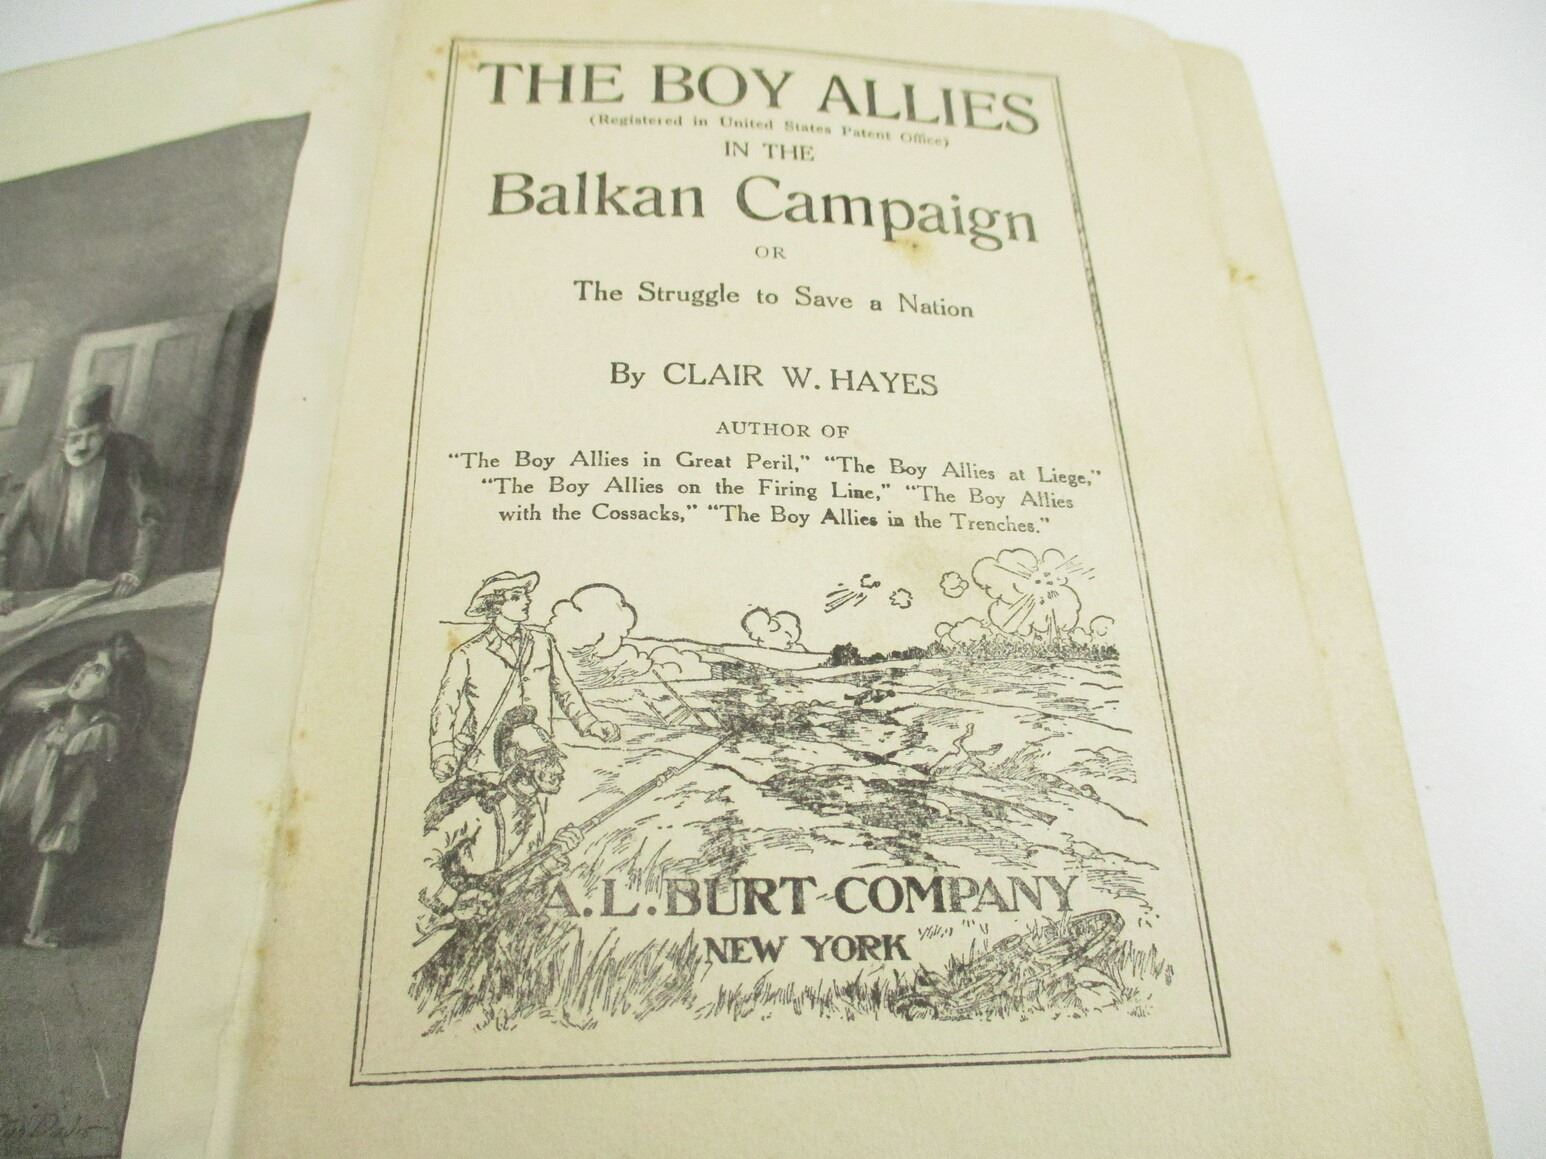 THE BOY ALLIES
(Registered in United States Patent Office)
IN THE
Balkan Campaign
OR
The Struggle to Save a Nation
By CLAIR W. HAYES
AUTHOR OF
“The Boy Allies in Great Peril,” “The Boy Allies at Liege,”
“The Boy Allies on the Firing Line,” “The Boy Allies
with the Cossacks,” “The Boy Allies in the Trenches.”
A. L. BURT COMPANY
NEW YORK